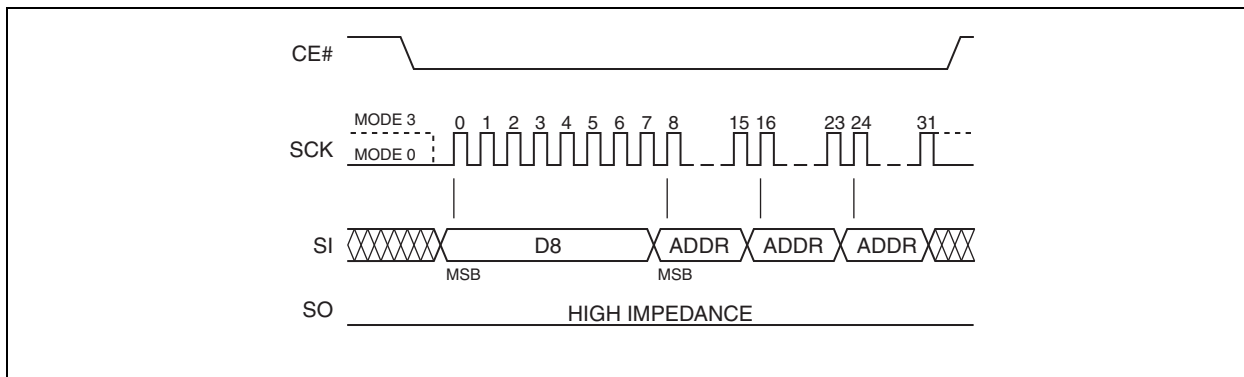 CE#
MODE 3
0 1 2 3 4 5 6 7 8 15 16 23 24 31
SCK
MODE 0
SI
D8 ADDR ADDR ADDR
MSB MSB
SO
HIGH IMPEDANCE